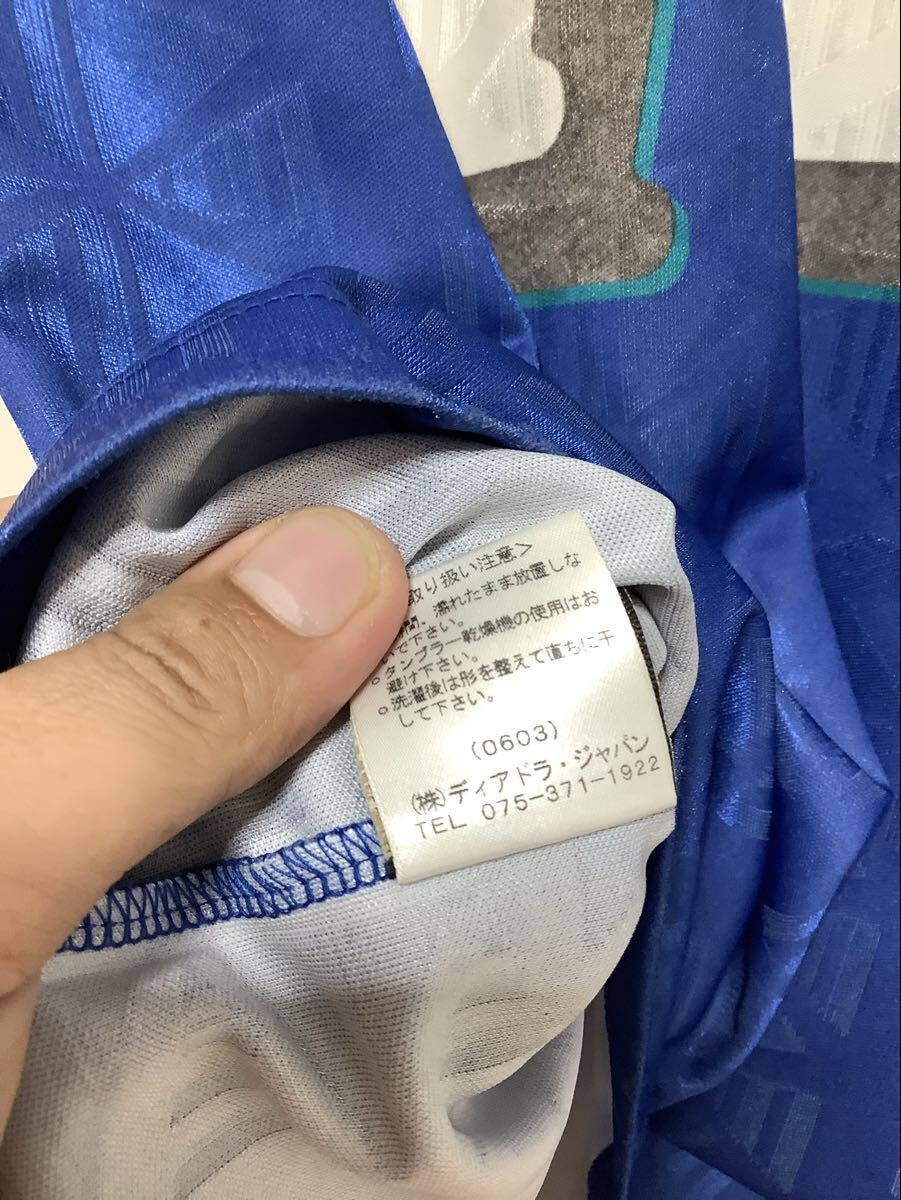 取り扱い注意>
間、濡れたまま放置しな
いで下さい。
○タンブラー乾燥機の使用はお
避け下さい。
○洗濯後は形を整えて直ちに干
して下さい。
(0603)
(株)ディアドラ・ジャパン
TEL 075-371-1922